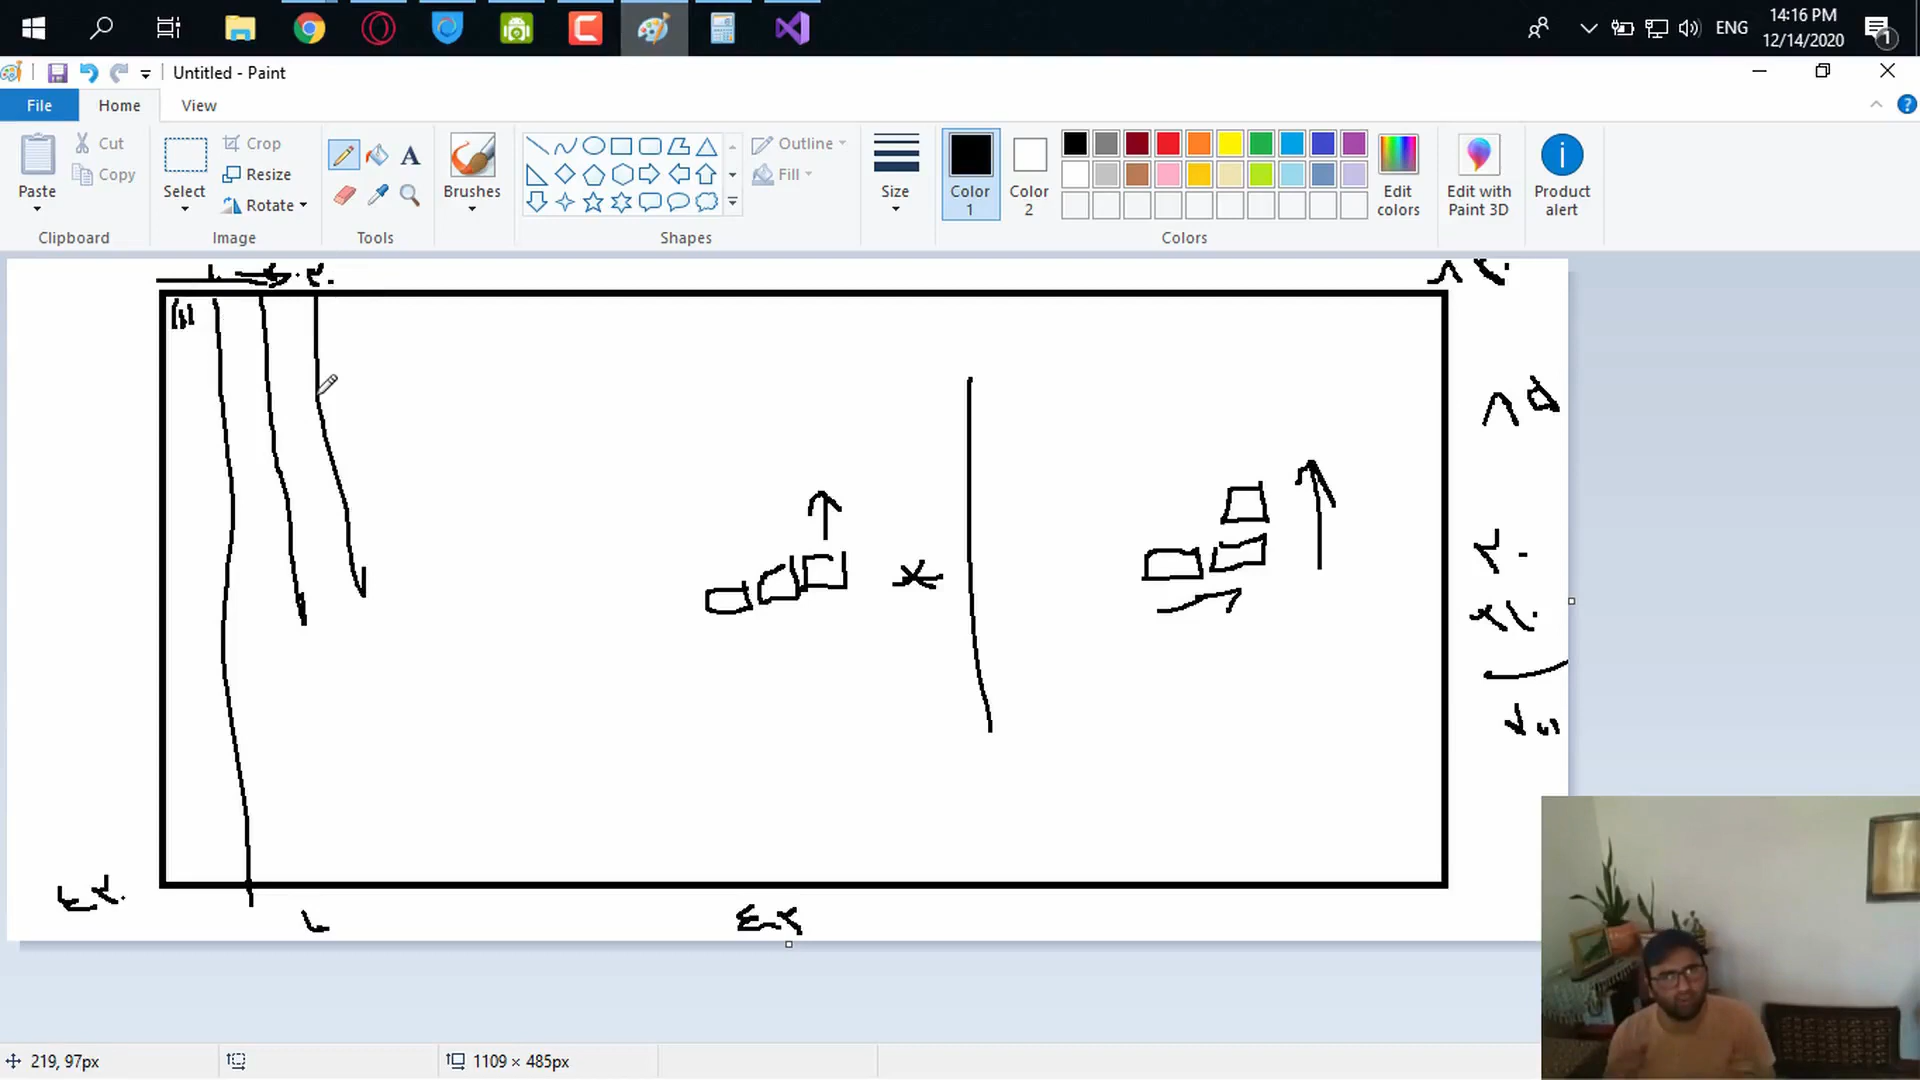 ENG
14:16 PM
12/14/2020
1
Untitled - Paint
File
Home
View
Paste
Cut
Copy
Clipboard
Select
Crop
Resize
Rotate
Image
A
Tools
Brushes
Shapes
Outline
Fill
Size
Color 1
Color 2
Edit colors
Colors
Edit with Paint 3D
Product alert
219, 97px
1109 × 485px